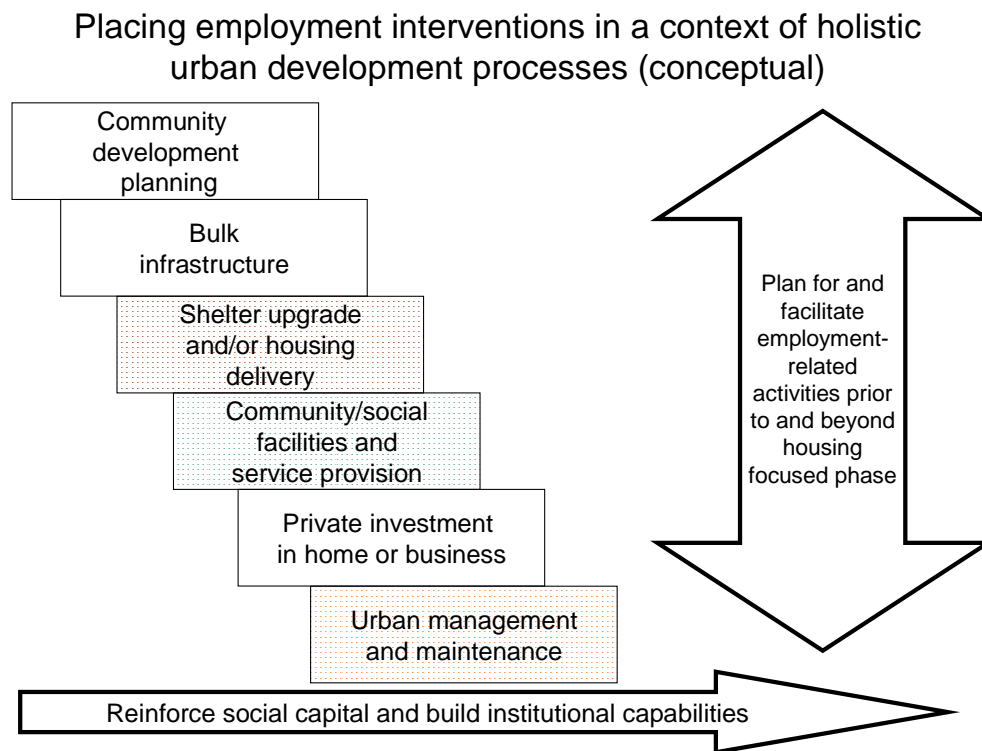 Placing employment interventions in a context of holistic
urban development processes (conceptual)
Community
development
planning
Bulk
infrastructure
Shelter upgrade
and/or housing
delivery
Community/social
facilities and
service provision
Private investment
in home or business
Urban management
and maintenance
Plan for and
facilitate
employment-
related
activities prior
to and beyond
housing
focused phase
Reinforce social capital and build institutional capabilities